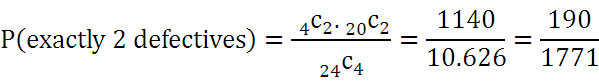 P(exactly 2 defectives) = ₄C₂. ₂₀C₂ / ₂₄C₄ = 1140 / 10.626 = 190 / 1771